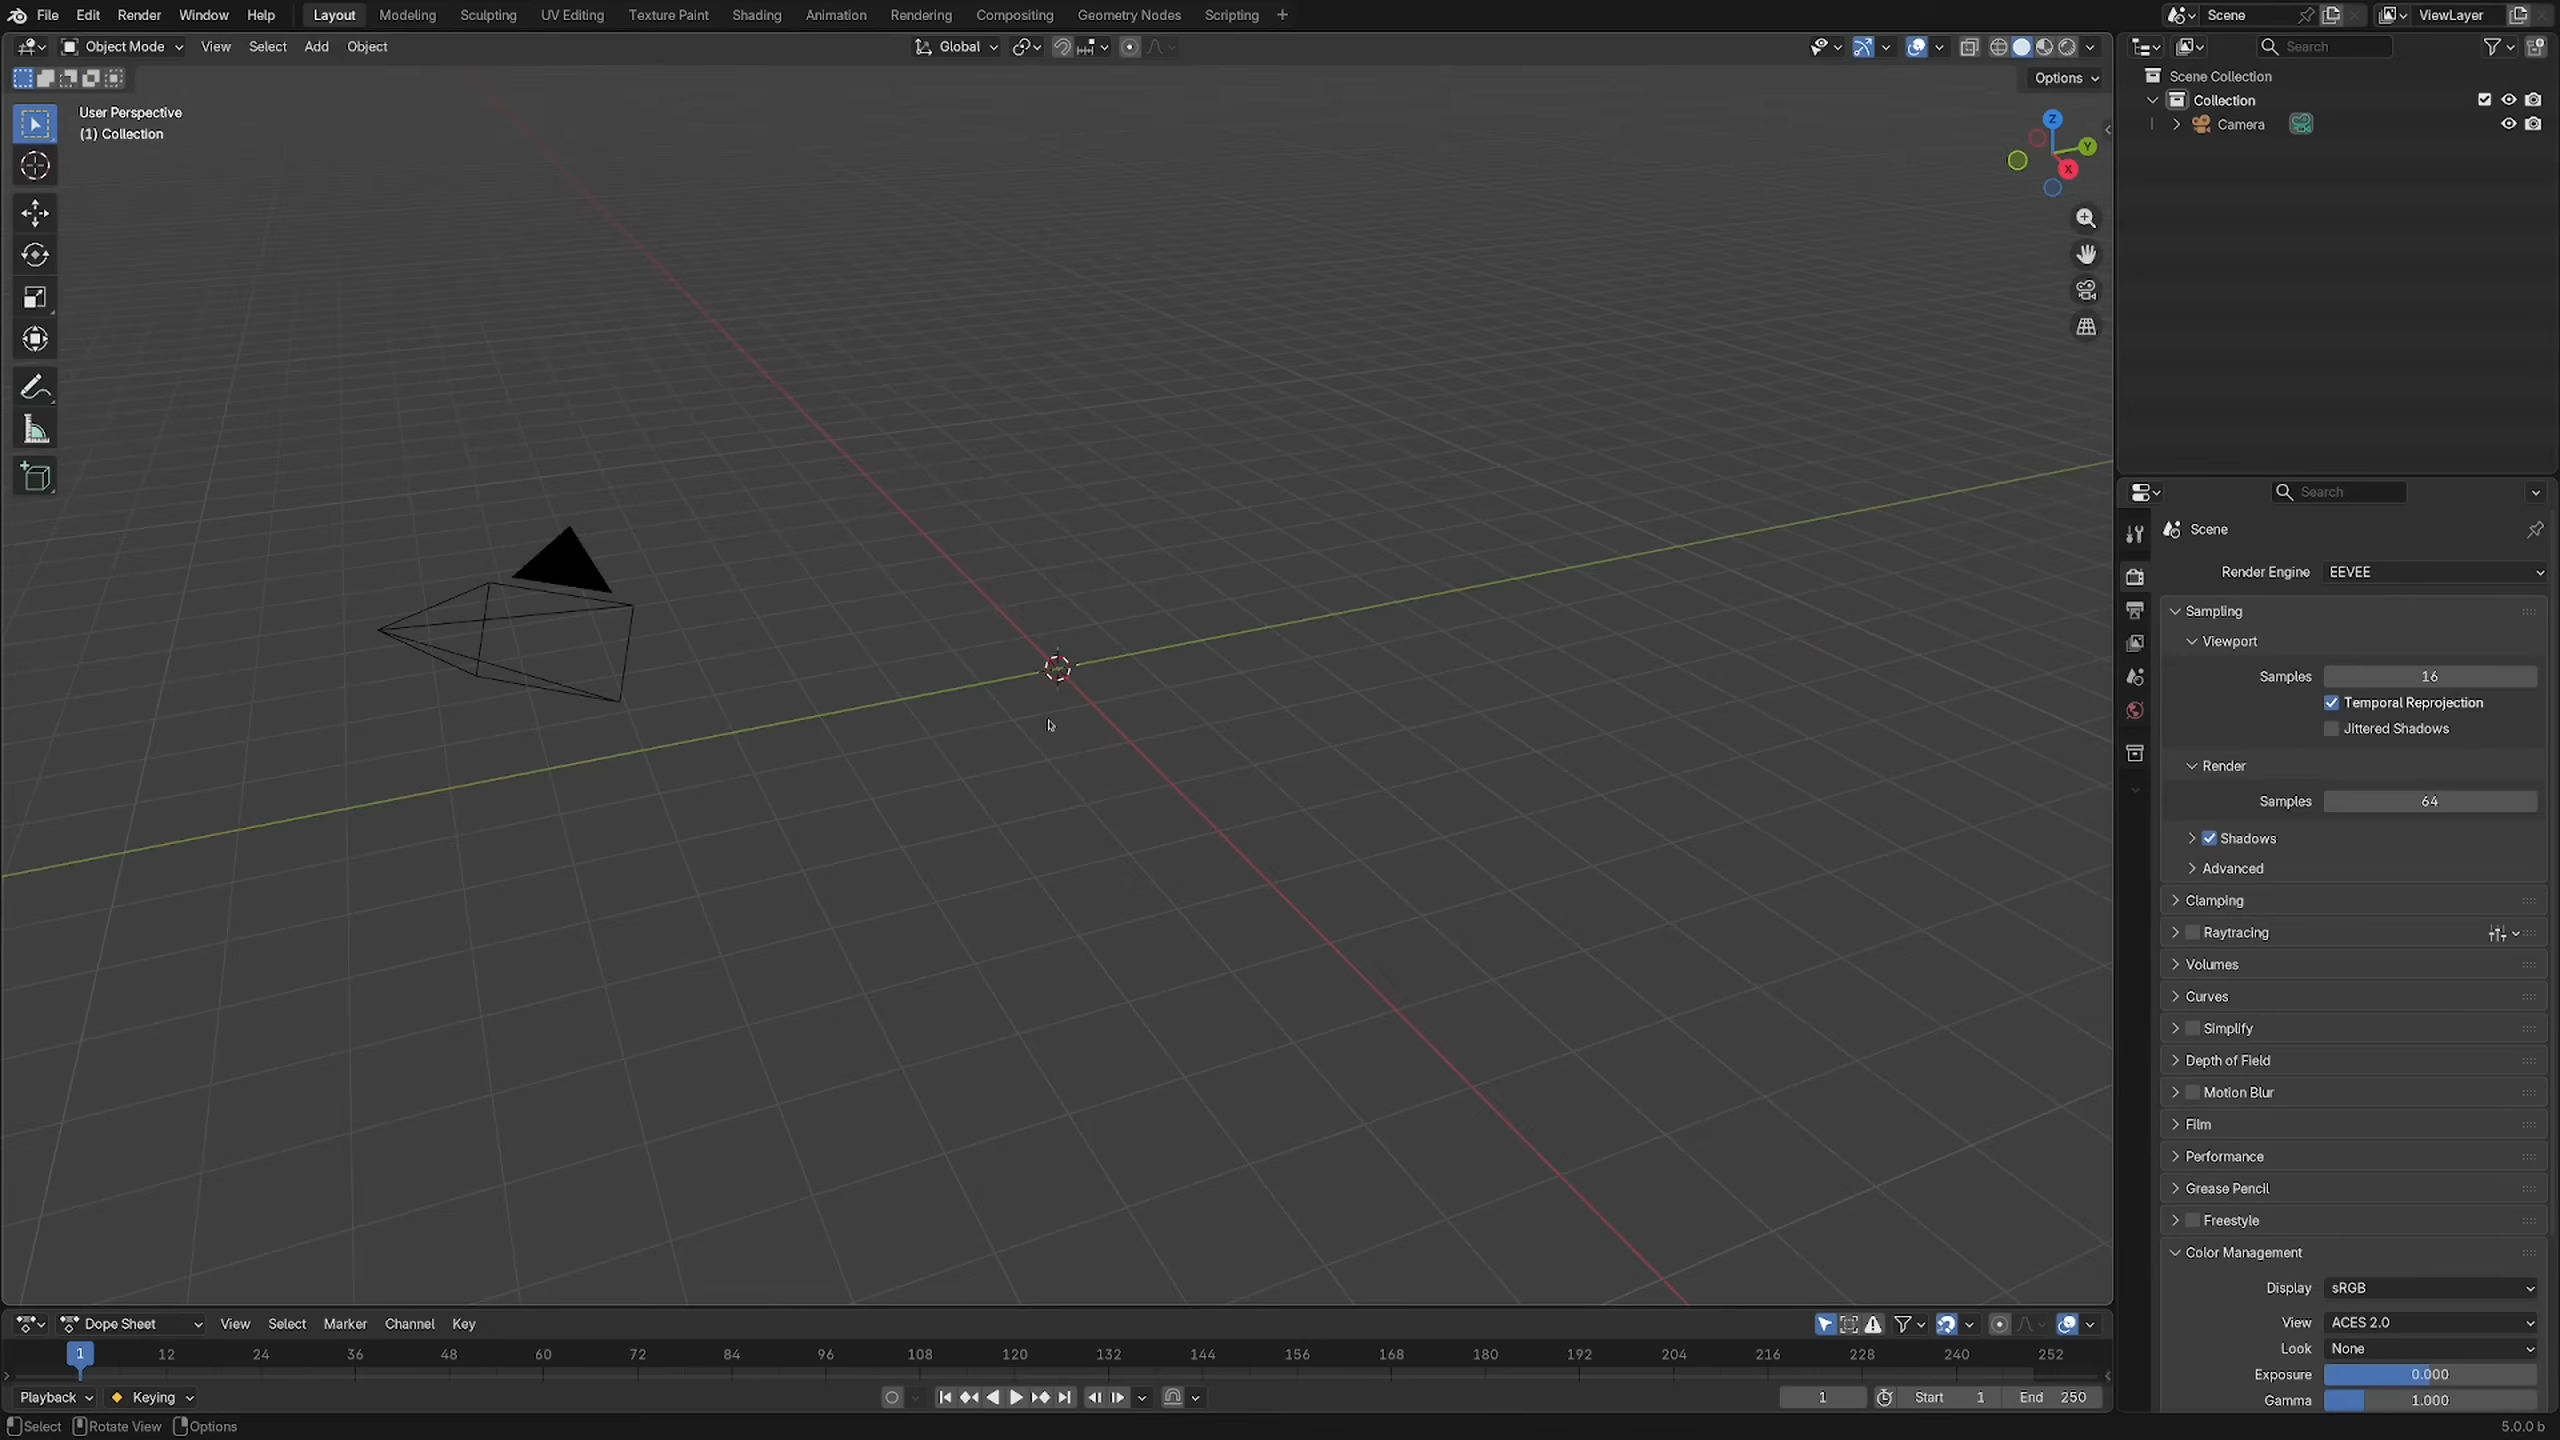 File Edit Render Window Help Layout Modeling Sculpting UV Editing Texture Paint Shading Animation Rendering Compositing Geometry Nodes Scripting + Scene ViewLayer
Object Mode View Select Add Object Global Search
Options
User Perspective
(1) Collection
Z
Y
X
Scene Collection
Collection
Camera
Search
Scene
Render Engine EEVEE
Sampling
Viewport
Samples 16
Temporal Reprojection
Jittered Shadows
Render
Samples 64
Shadows
Advanced
Clamping
Raytracing
Volumes
Curves
Simplify
Depth of Field
Motion Blur
Film
Performance
Grease Pencil
Freestyle
Color Management
Display sRGB
View ACES 2.0
Look None
Exposure 0.000
Gamma 1.000
Dope Sheet View Select Marker Channel Key
1 12 24 36 48 60 72 84 96 108 120 132 144 156 168 180 192 204 216 228 240 252
Playback Keying 1 Start 1 End 250
Select Rotate View Options 5.0.0 b